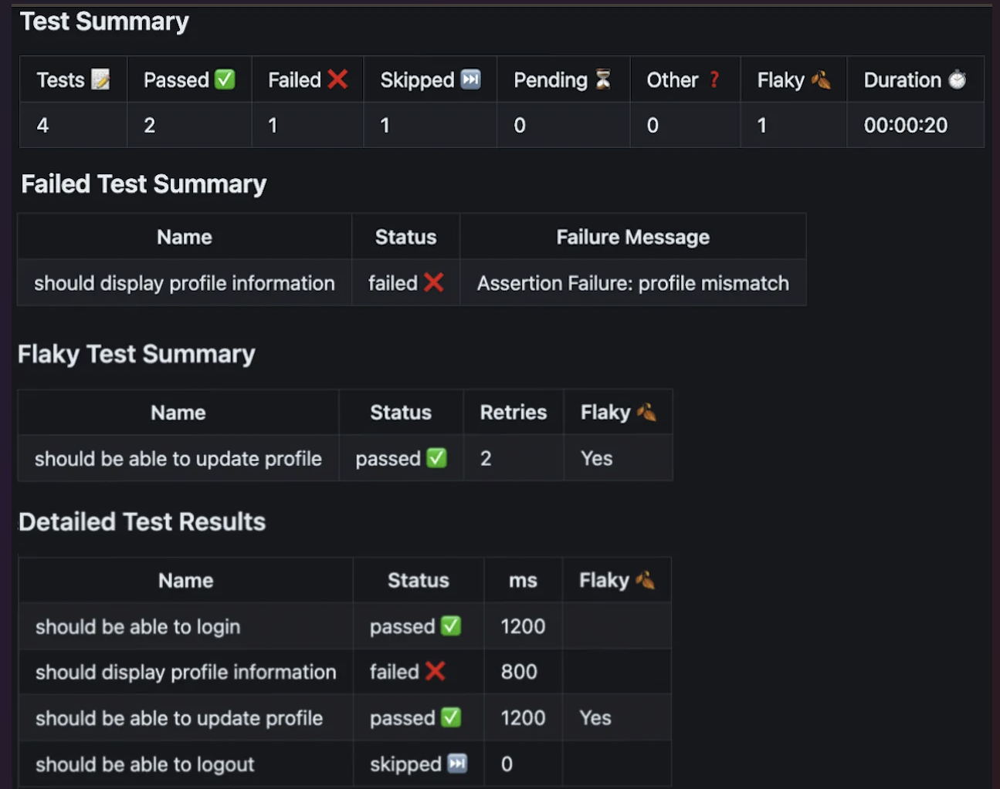 Test Summary
Tests 📝 Passed ✅ Failed ❌ Skipped ⏭️ Pending ⏳ Other ❓ Flaky 🍂 Duration ⏱️
4 2 1 1 0 0 1 00:00:20
Failed Test Summary
Name Status Failure Message
should display profile information failed ❌ Assertion Failure: profile mismatch
Flaky Test Summary
Name Status Retries Flaky 🍂
should be able to update profile passed ✅ 2 Yes
Detailed Test Results
Name Status ms Flaky 🍂
should be able to login passed ✅ 1200
should display profile information failed ❌ 800
should be able to update profile passed ✅ 1200 Yes
should be able to logout skipped ⏭️ 0